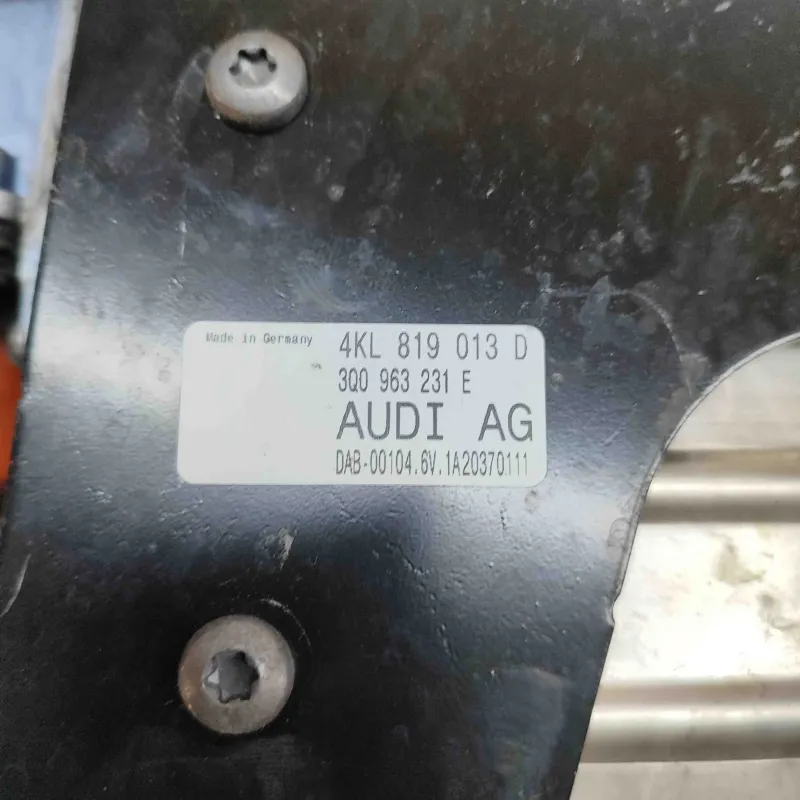 Made in Germany
4KL 819 013 D
3Q0 963 231 E
AUDI AG
DAB-00104.6V.1A20370111